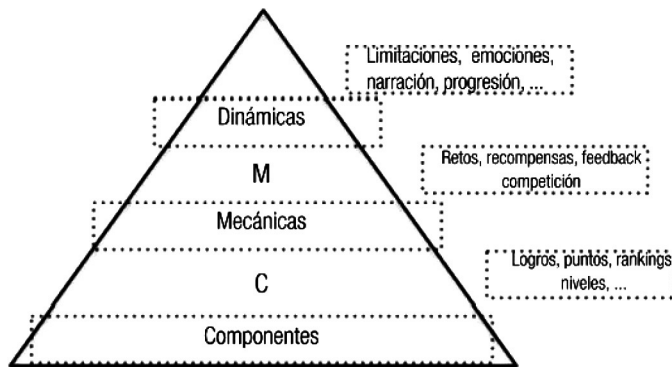 Limitaciones, emociones,
narración, progresión, ...
Dinámicas
M
Retos, recompensas, feedback
competición
Mecánicas
Logros, puntos, rankings
niveles, ...
C
Componentes